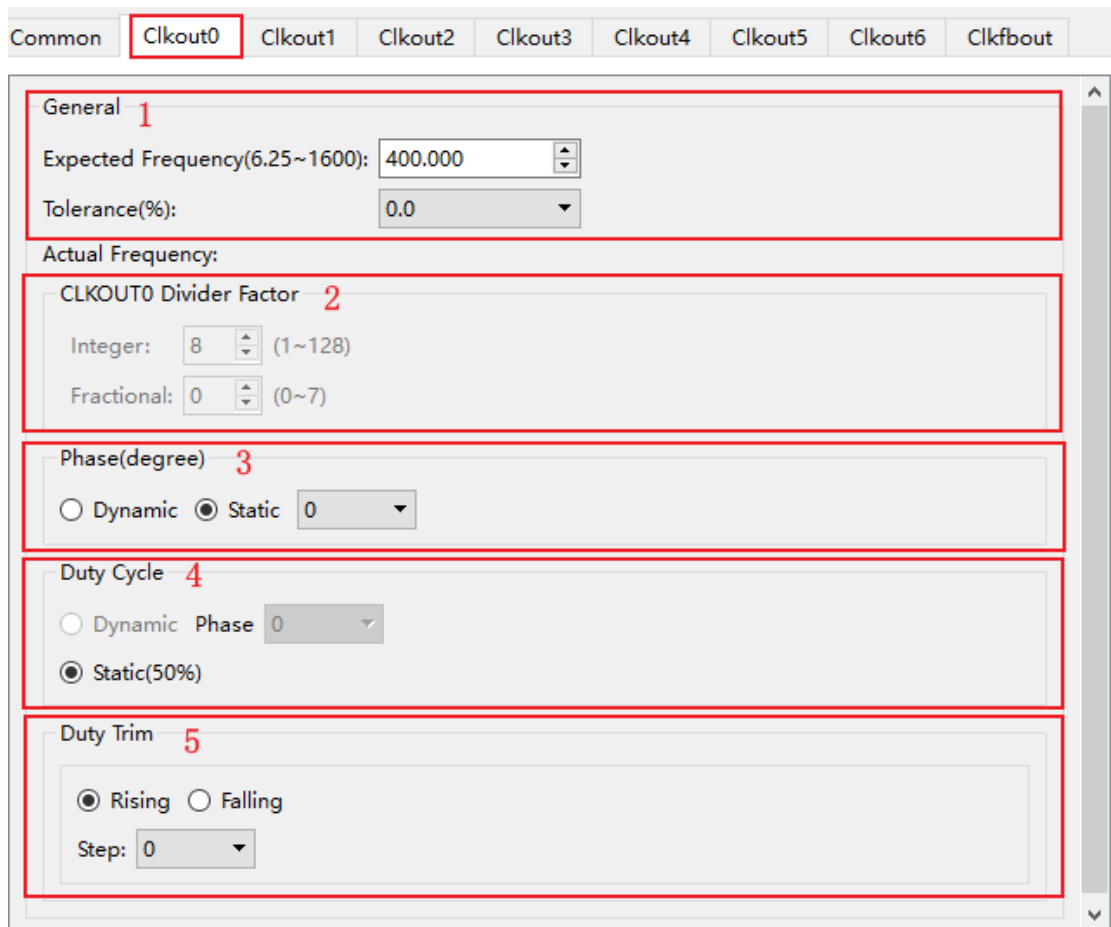 Common Clkout0 Clkout1 Clkout2 Clkout3 Clkout4 Clkout5 Clkout6 Clkfbout
General 1
Expected Frequency(6.25~1600): 400.000
Tolerance(%): 0.0
Actual Frequency:
CLKOUT0 Divider Factor 2
Integer: 8 (1~128)
Fractional: 0 (0~7)
Phase(degree) 3
Dynamic Static 0
Duty Cycle 4
Dynamic Phase 0
Static(50%)
Duty Trim 5
Rising Falling
Step: 0